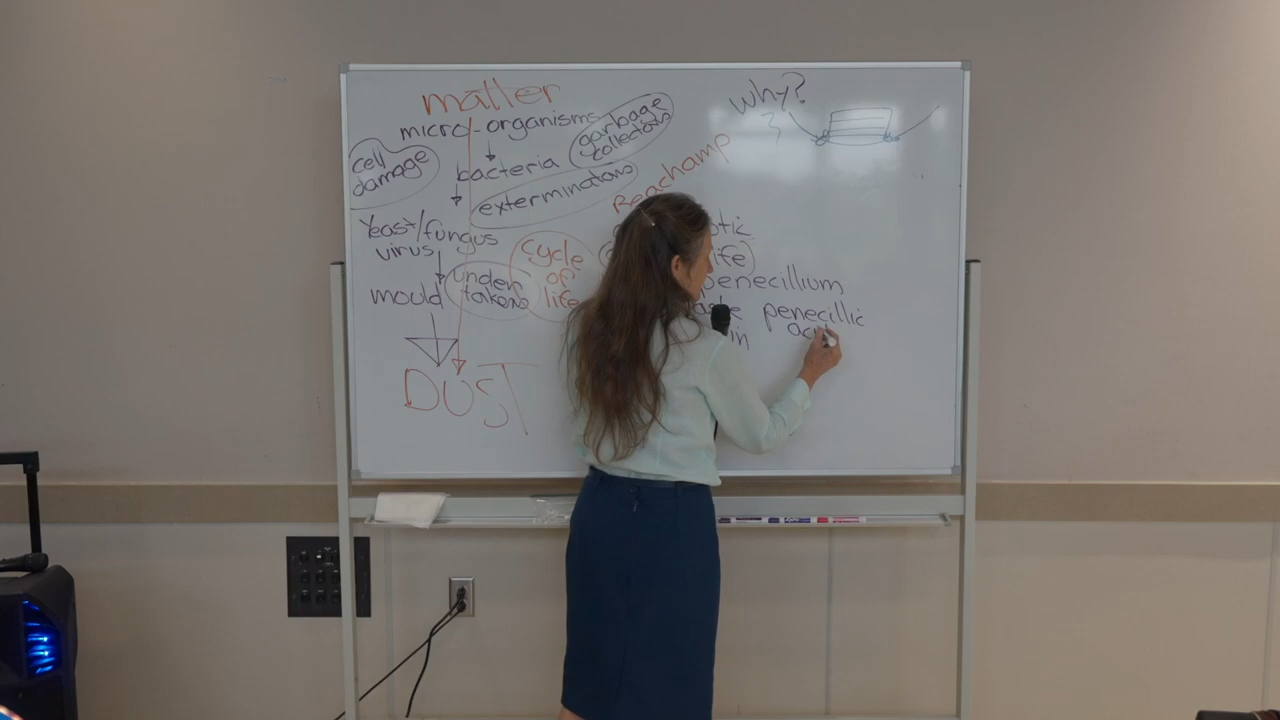 matter
micro-organisms
garbage
collectors
cell
damage
bacteria
exterminators
Yeast/fungus
virus
mould
under
takers
cycle
of
life
DUST
Why?
Beachamp
penecillium
penecillic